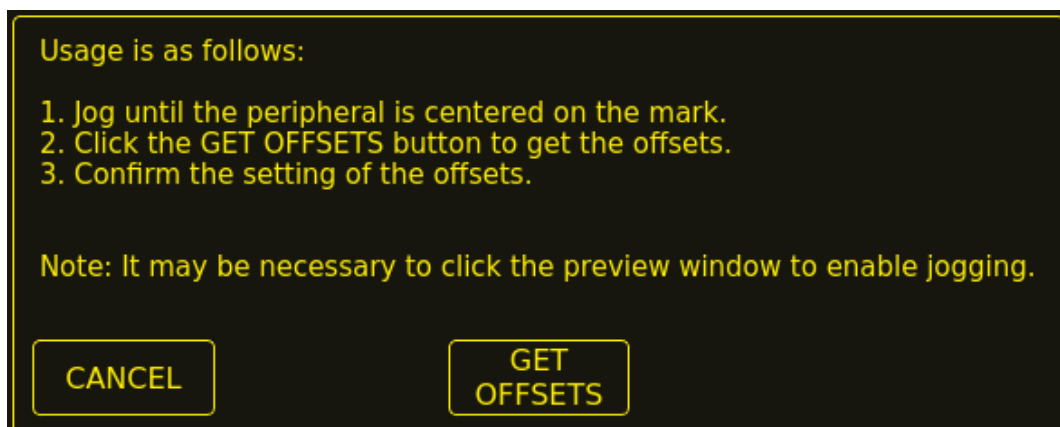 Usage is as follows:
1. Jog until the peripheral is centered on the mark.
2. Click the GET OFFSETS button to get the offsets.
3. Confirm the setting of the offsets.
Note: It may be necessary to click the preview window to enable jogging.
CANCEL
GET
OFFSETS